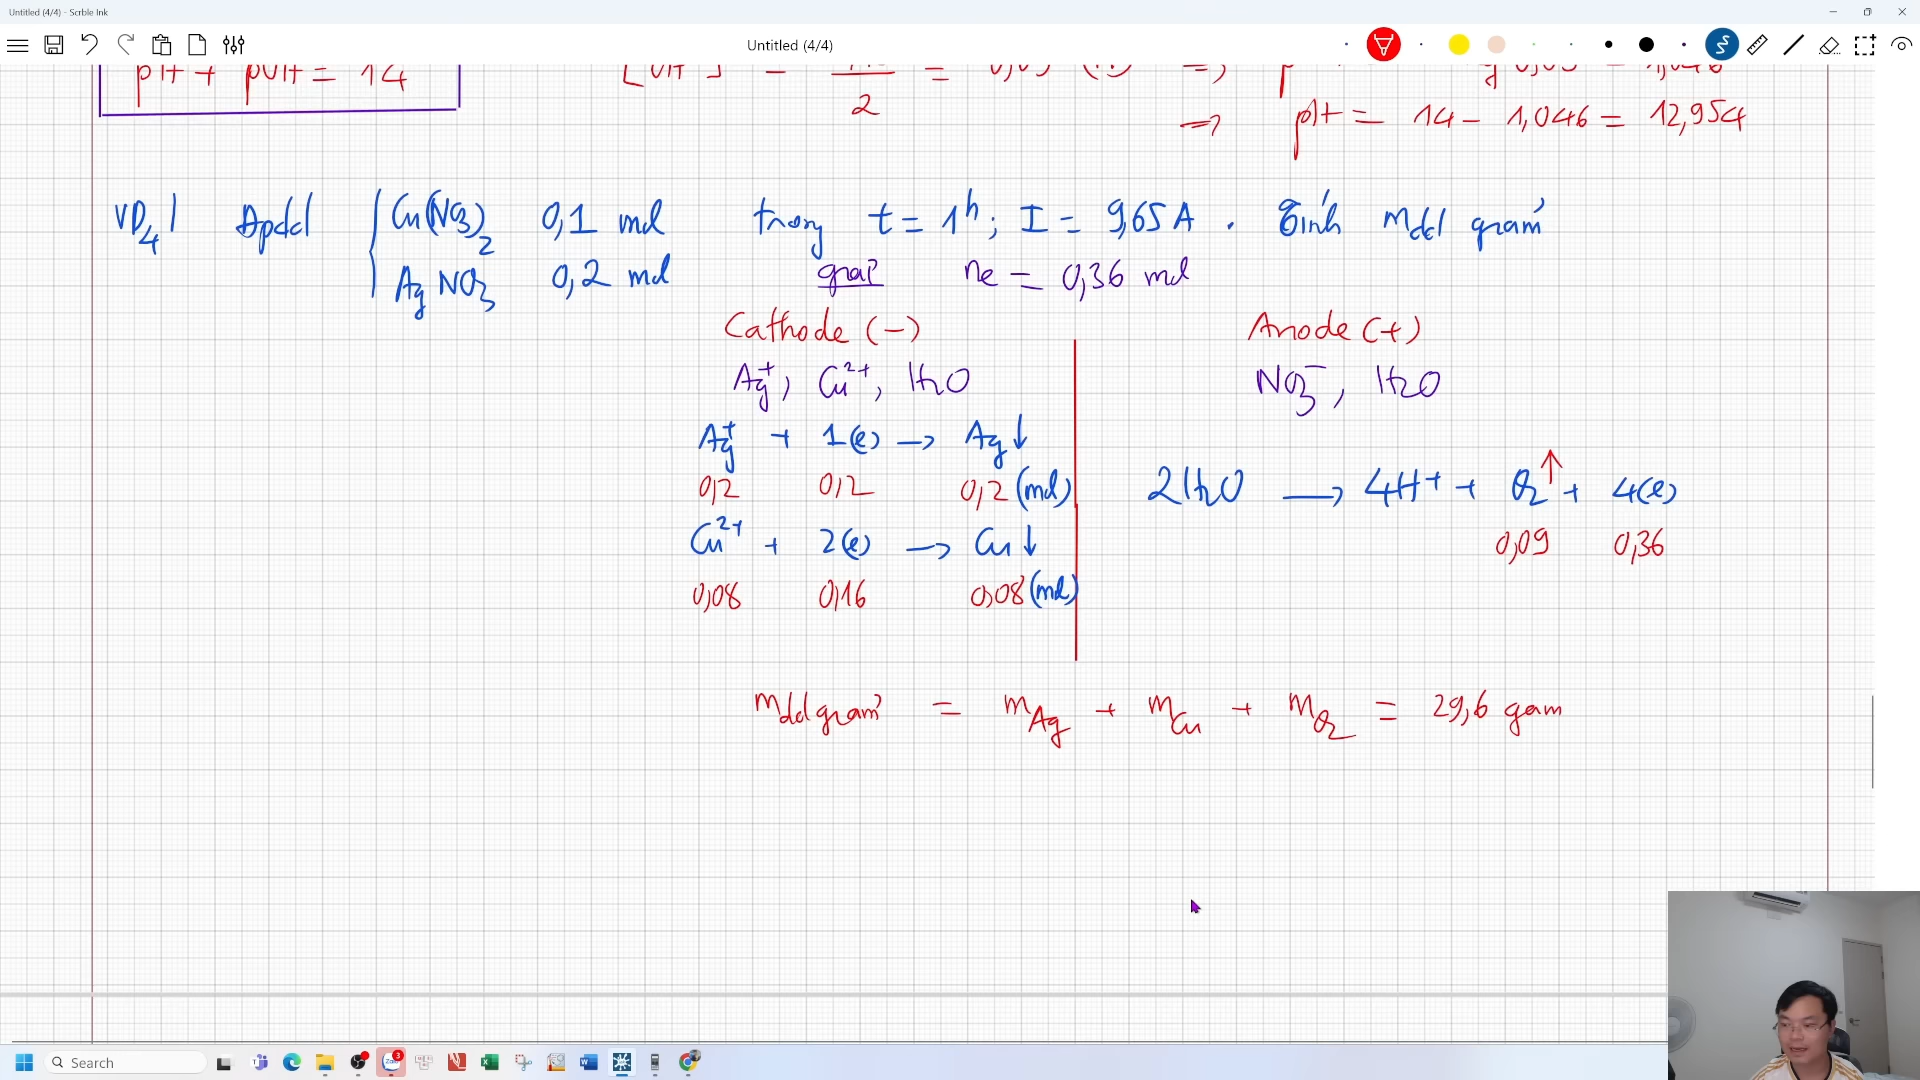 Untitled (4/4) - Scrble Ink
Untitled (4/4)
pH + pOH = 14
2
=> pH = 14 - 1,046 = 12,954
VD4| Đpdd { Cu(NO3)2 0,1 mol trong t = 1h ; I = 9,65 A . Tính mdd giảm
AgNO3 0,2 mol giải ne = 0,36 mol
Cathode (-) Anode (+)
Ag+, Cu2+, H2O NO3-, H2O
Ag+ + 1(e) -> Ag↓
0,2 0,2 0,2 (mol) 2H2O -> 4H+ + O2↑ + 4(e)
Cu2+ + 2(e) -> Cu↓ 0,09 0,36
0,08 0,16 0,08 (mol)
mdd giảm = mAg + mCu + mO2 = 29,6 gam
Search